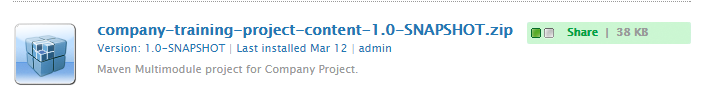 company-training-project-content-1.0-SNAPSHOT.zip
Share | 38 KB
Version: 1.0-SNAPSHOT | Last installed Mar 12 | admin
Maven Multimodule project for Company Project.